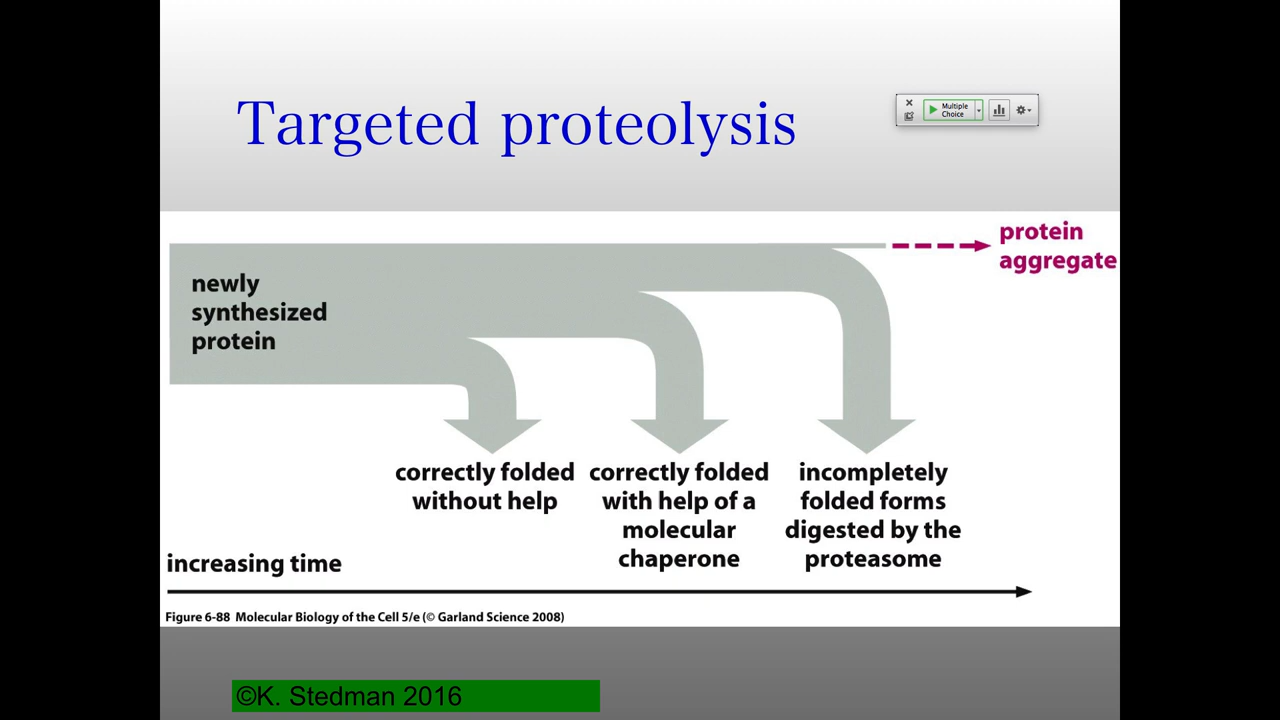 Targeted proteolysis
Multiple
Choice
protein
aggregate
newly
synthesized
protein
correctly folded
without help
correctly folded
with help of a
molecular
chaperone
incompletely
folded forms
digested by the
proteasome
increasing time
Figure 6-88 Molecular Biology of the Cell 5/e (© Garland Science 2008)
©K. Stedman 2016